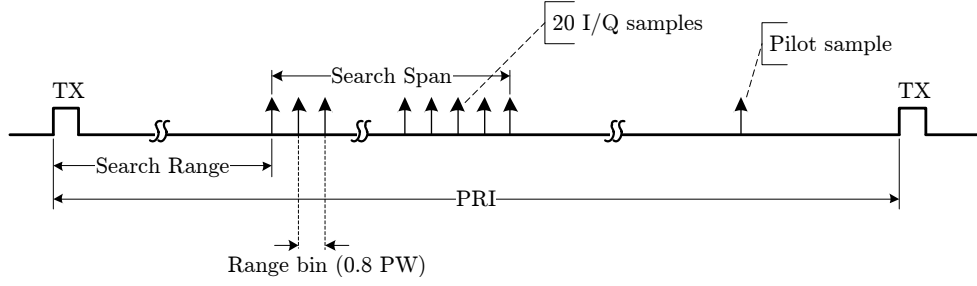 20 I/Q samples
Pilot sample
Search Span
TX
TX
Search Range
PRI
Range bin (0.8 PW)